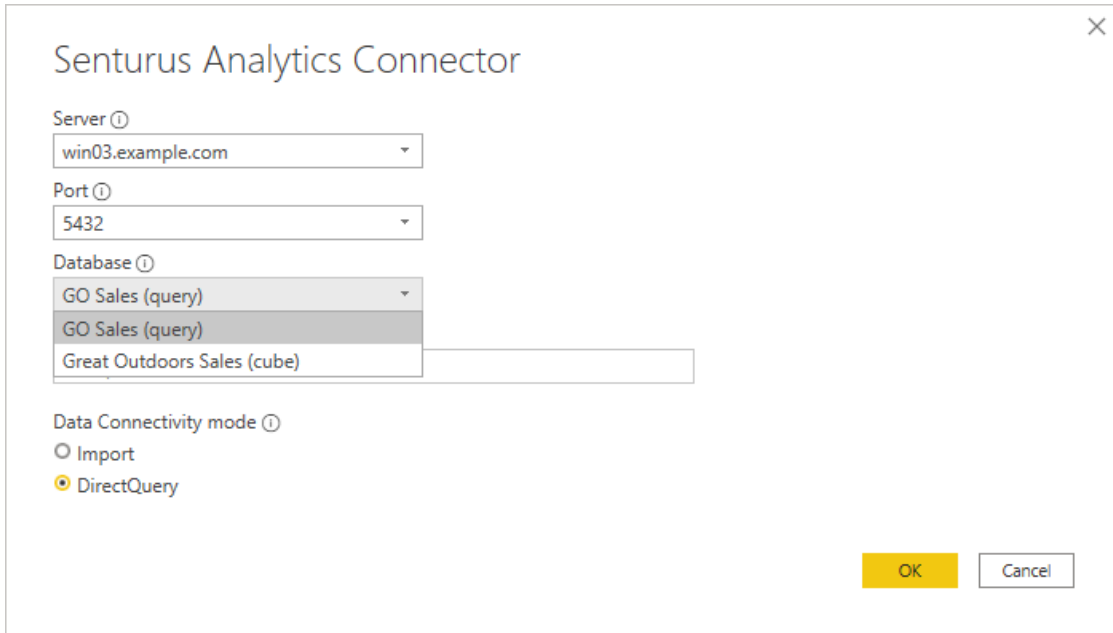 Senturus Analytics Connector
Server
win03.example.com
Port
5432
Database
GO Sales (query)
GO Sales (query)
Great Outdoors Sales (cube)
Data Connectivity mode
Import
DirectQuery
OK
Cancel